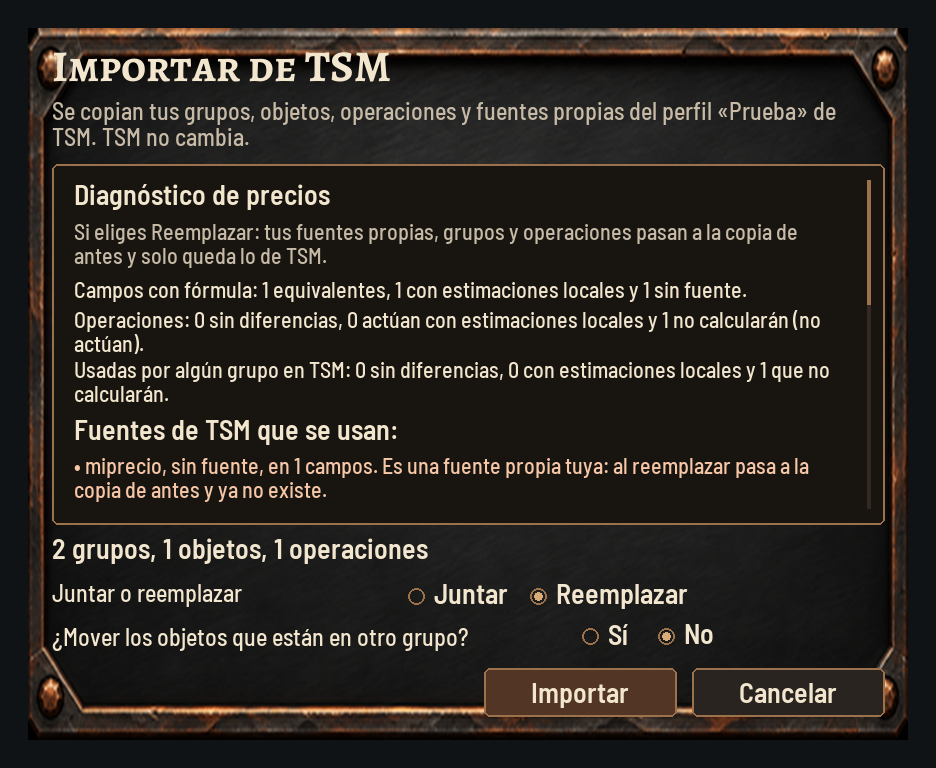 Importar de TSM
Se copian tus grupos, objetos, operaciones y fuentes propias del perfil «Prueba» de
TSM. TSM no cambia.
Diagnóstico de precios
Si eliges Reemplazar: tus fuentes propias, grupos y operaciones pasan a la copia de
antes y solo queda lo de TSM.
Campos con fórmula: 1 equivalentes, 1 con estimaciones locales y 1 sin fuente.
Operaciones: 0 sin diferencias, 0 actúan con estimaciones locales y 1 no calcularán (no
actúan).
Usadas por algún grupo en TSM: 0 sin diferencias, 0 con estimaciones locales y 1 que no
calcularán.
Fuentes de TSM que se usan:
• miprecio, sin fuente, en 1 campos. Es una fuente propia tuya: al reemplazar pasa a la
copia de antes y ya no existe.
2 grupos, 1 objetos, 1 operaciones
Juntar o reemplazar Juntar Reemplazar
¿Mover los objetos que están en otro grupo? Sí No
Importar Cancelar